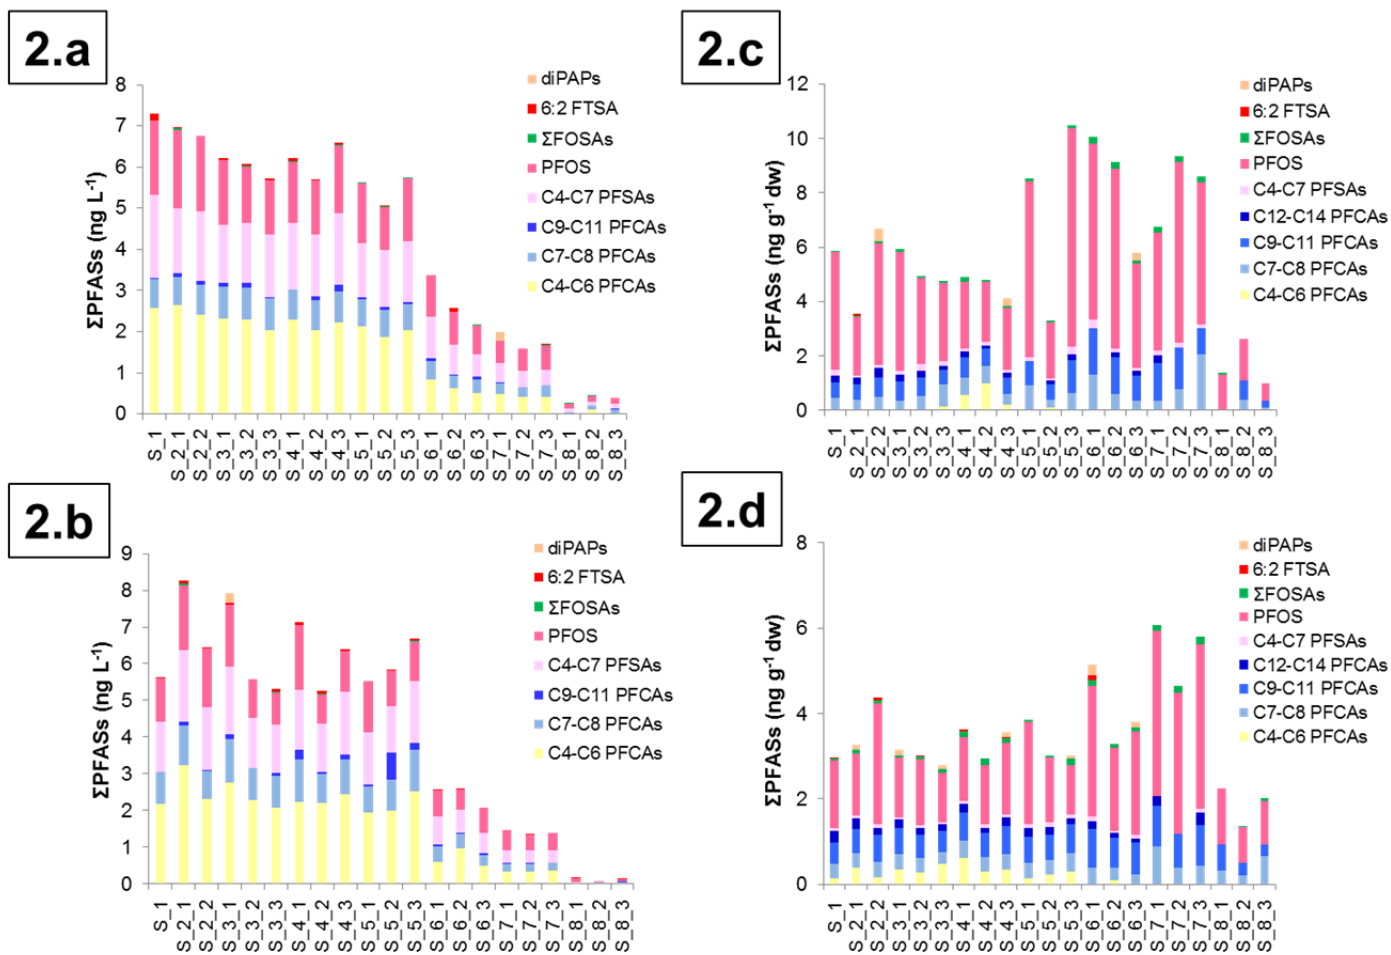 2.a
ΣPFASs (ng L-1)
8
7
6
5
4
3
2
1
0
diPAPs
6:2 FTSA
ΣFOSAs
PFOS
C4-C7 PFSAs
C9-C11 PFCAs
C7-C8 PFCAs
C4-C6 PFCAs
S_1
S_2_1
S_2_2
S_3_1
S_3_2
S_3_3
S_4_1
S_4_2
S_4_3
S_5_1
S_5_2
S_5_3
S_6_1
S_6_2
S_6_3
S_7_1
S_7_2
S_7_3
S_8_1
S_8_2
S_8_3
2.b
ΣPFASs (ng L-1)
9
8
7
6
5
4
3
2
1
0
diPAPs
6:2 FTSA
ΣFOSAs
PFOS
C4-C7 PFSAs
C9-C11 PFCAs
C7-C8 PFCAs
C4-C6 PFCAs
S_1
S_2_1
S_2_2
S_3_1
S_3_2
S_3_3
S_4_1
S_4_2
S_4_3
S_5_1
S_5_2
S_5_3
S_6_1
S_6_2
S_6_3
S_7_1
S_7_2
S_7_3
S_8_1
S_8_2
S_8_3
2.c
ΣPFASs (ng g-1 dw)
12
10
8
6
4
2
0
diPAPs
6:2 FTSA
ΣFOSAs
PFOS
C4-C7 PFSAs
C12-C14 PFCAs
C9-C11 PFCAs
C7-C8 PFCAs
C4-C6 PFCAs
S_1
S_2_1
S_2_2
S_3_1
S_3_2
S_3_3
S_4_1
S_4_2
S_4_3
S_5_1
S_5_2
S_5_3
S_6_1
S_6_2
S_6_3
S_7_1
S_7_2
S_7_3
S_8_1
S_8_2
S_8_3
2.d
ΣPFASs (ng g-1 dw)
8
6
4
2
0
diPAPs
6:2 FTSA
ΣFOSAs
PFOS
C4-C7 PFSAs
C12-C14 PFCAs
C9-C11 PFCAs
C7-C8 PFCAs
C4-C6 PFCAs
S_1
S_2_1
S_2_2
S_3_1
S_3_2
S_3_3
S_4_1
S_4_2
S_4_3
S_5_1
S_5_2
S_5_3
S_6_1
S_6_2
S_6_3
S_7_1
S_7_2
S_7_3
S_8_1
S_8_2
S_8_3